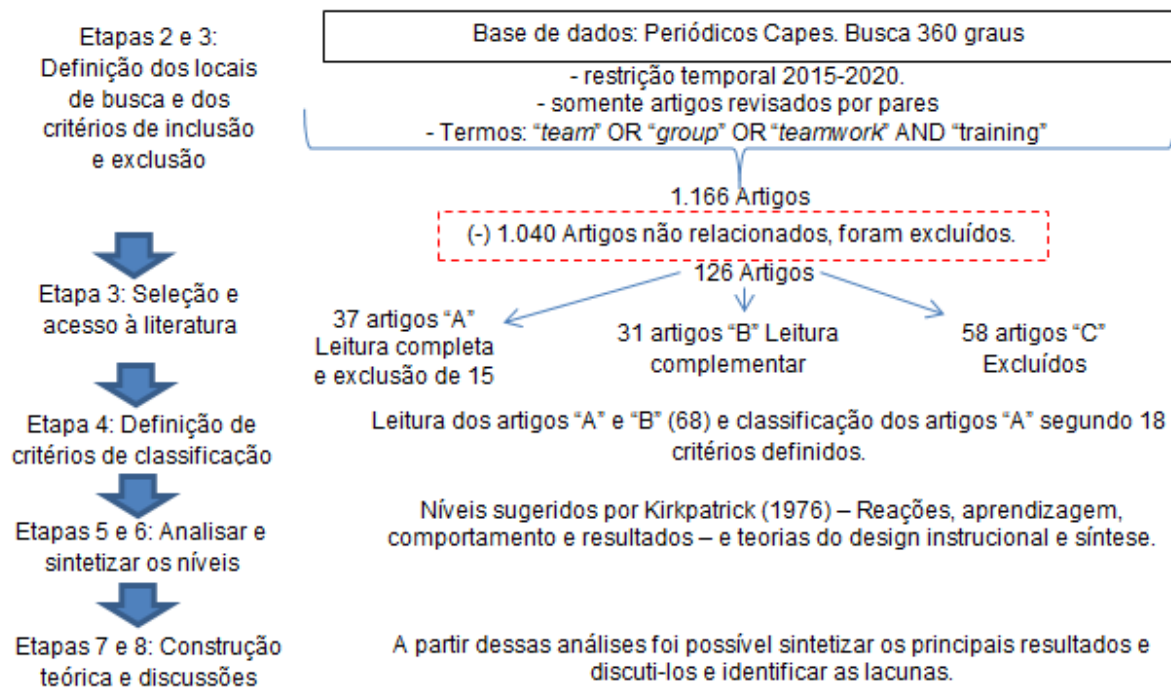 Etapas 2 e 3:
Definição dos locais
de busca e dos
critérios de inclusão
e exclusão
Base de dados: Periódicos Capes. Busca 360 graus
- restrição temporal 2015-2020.
- somente artigos revisados por pares
- Termos: “team” OR “group” OR “teamwork” AND “training”
1.166 Artigos
(-) 1.040 Artigos não relacionados, foram excluídos.
126 Artigos
Etapa 3: Seleção e
acesso à literatura
37 artigos “A”
Leitura completa
e exclusão de 15
31 artigos “B” Leitura
complementar
58 artigos “C”
Excluídos
Etapa 4: Definição de
critérios de classificação
Leitura dos artigos “A” e “B” (68) e classificação dos artigos “A” segundo 18
critérios definidos.
Etapas 5 e 6: Analisar e
sintetizar os níveis
Níveis sugeridos por Kirkpatrick (1976) – Reações, aprendizagem,
comportamento e resultados – e teorias do design instrucional e síntese.
Etapas 7 e 8: Construção
teórica e discussões
A partir dessas análises foi possível sintetizar os principais resultados e
discuti-los e identificar as lacunas.